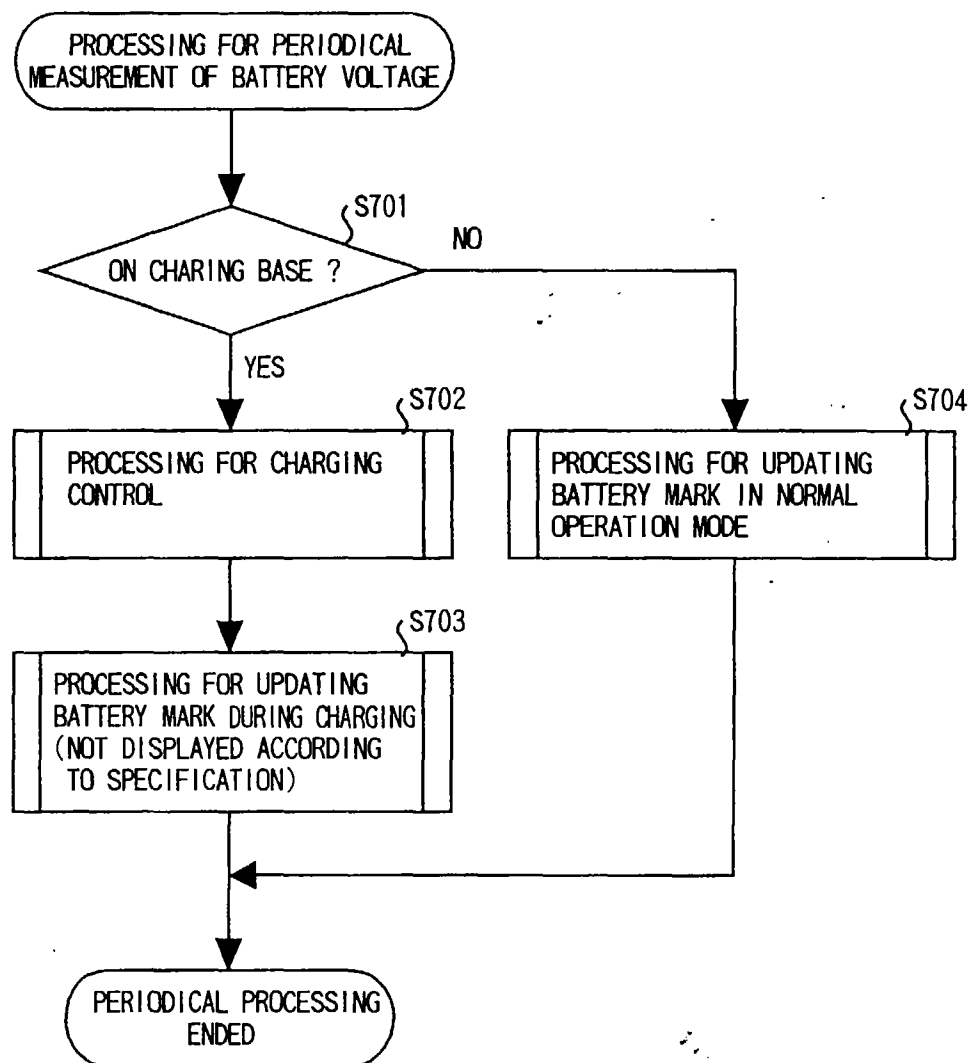 PROCESSING FOR PERIODICAL
MEASUREMENT OF BATTERY VOLTAGE
S701
ON CHARING BASE ?
NO
YES
S702
PROCESSING FOR CHARGING
CONTROL
S704
PROCESSING FOR UPDATING
BATTERY MARK IN NORMAL
OPERATION MODE
S703
PROCESSING FOR UPDATING
BATTERY MARK DURING CHARGING
(NOT DISPLAYED ACCORDING
TO SPECIFICATION)
PERIODICAL PROCESSING
ENDED